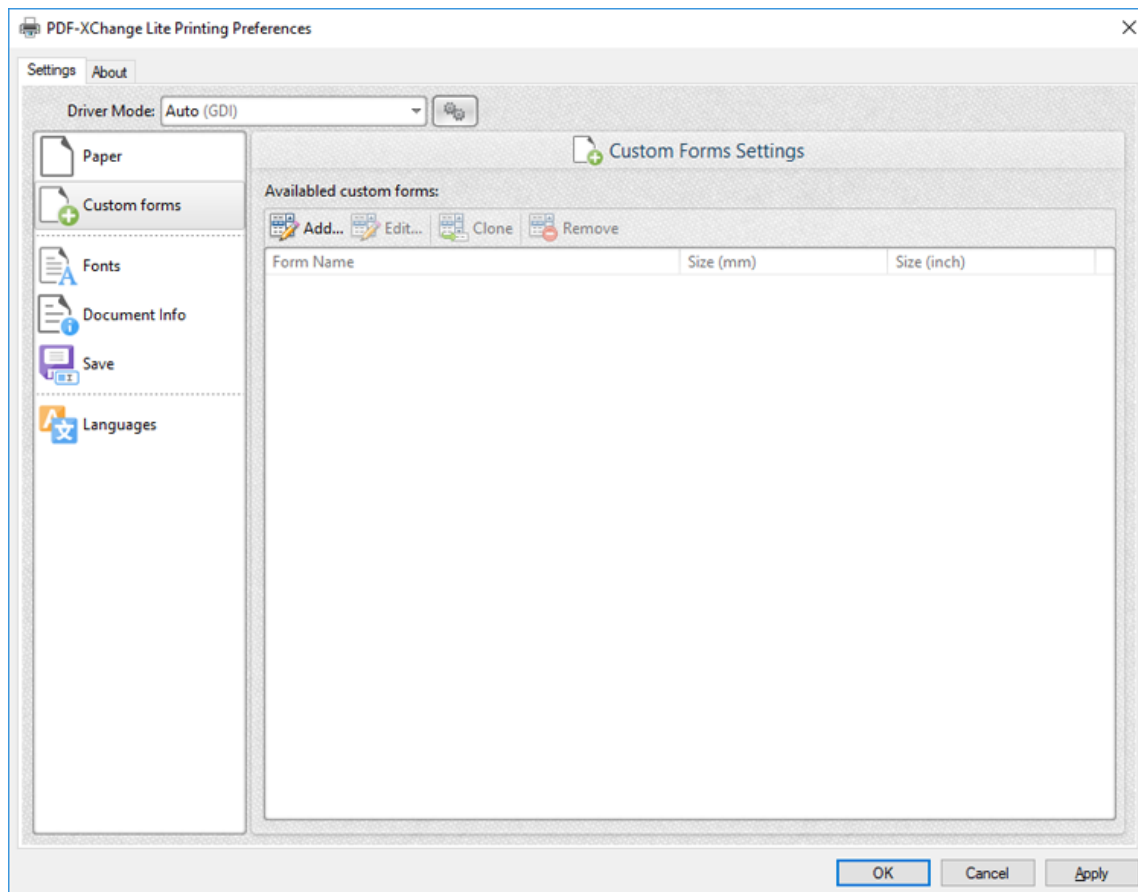 PDF-XChange Lite Printing Preferences
Settings About
Driver Mode: Auto (GDI)
Paper
Custom forms
Fonts
Document Info
Save
Languages
Custom Forms Settings
Availabled custom forms:
Add... Edit... Clone Remove
Form Name Size (mm) Size (inch)
OK Cancel Apply